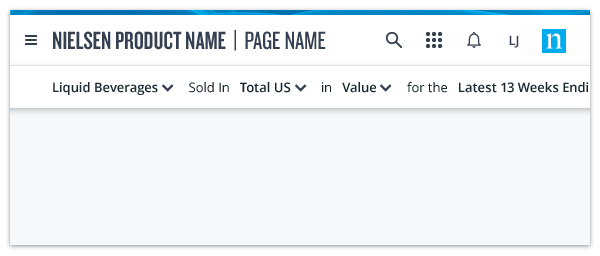 NIELSEN PRODUCT NAME | PAGE NAME LJ n
Liquid Beverages Sold In Total US in Value for the Latest 13 Weeks Endi